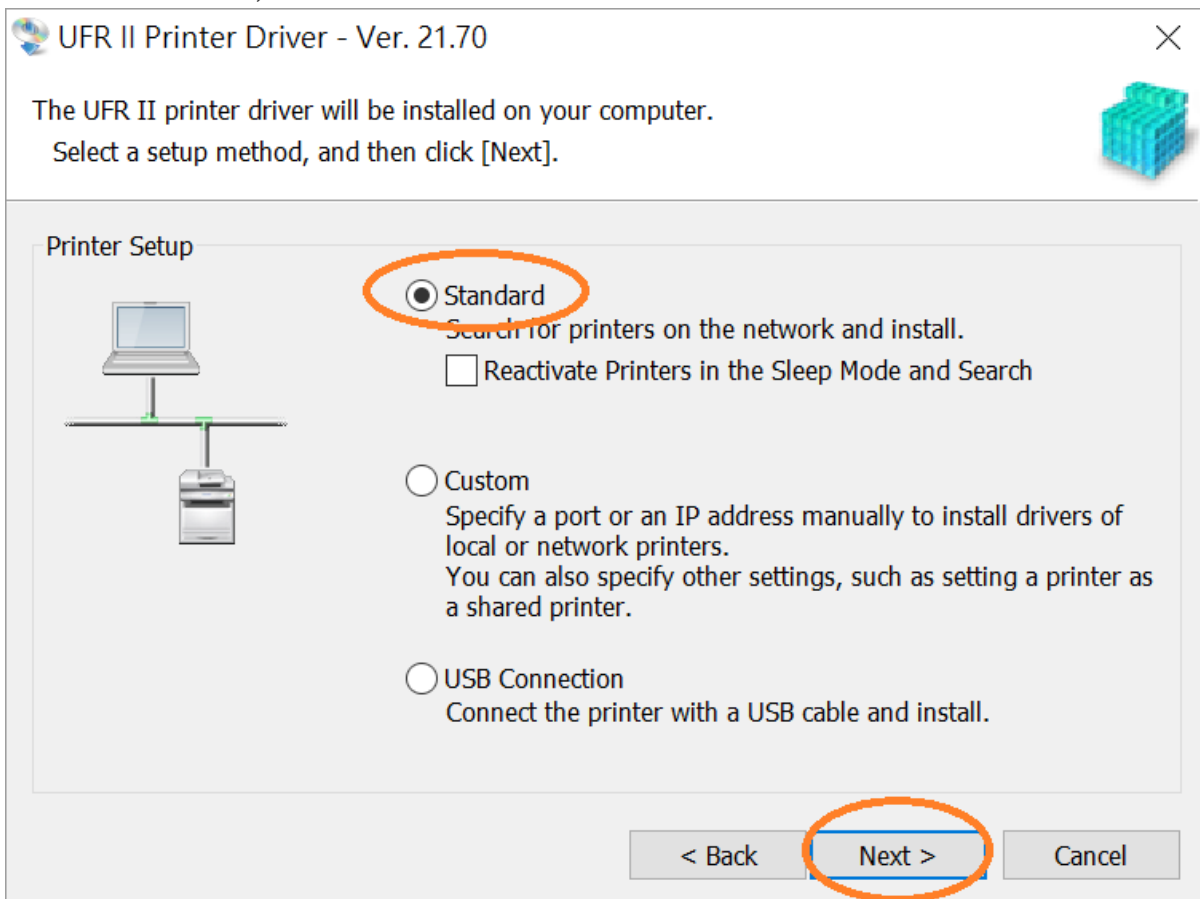 UFR II Printer Driver - Ver. 21.70
The UFR II printer driver will be installed on your computer.
Select a setup method, and then click [Next].
Printer Setup
Standard
Search for printers on the network and install.
Reactivate Printers in the Sleep Mode and Search
Custom
Specify a port or an IP address manually to install drivers of
local or network printers.
You can also specify other settings, such as setting a printer as
a shared printer.
USB Connection
Connect the printer with a USB cable and install.
< Back
Next >
Cancel